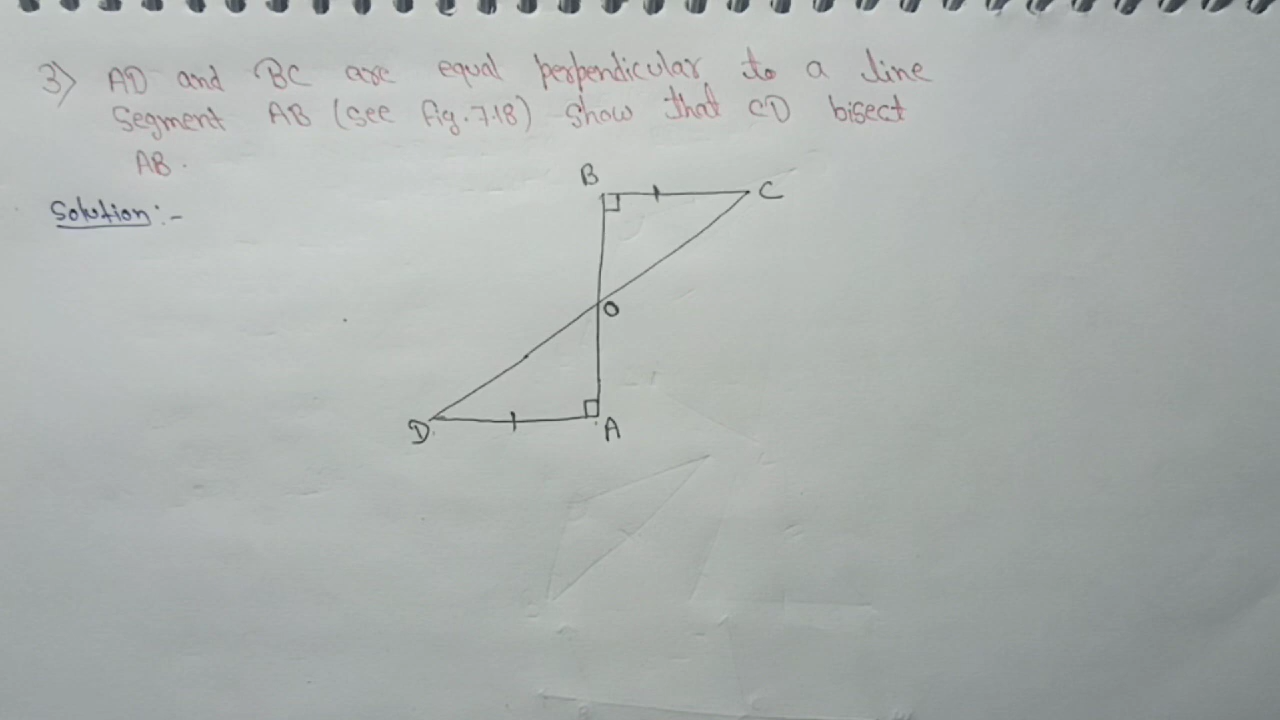 3) AD and BC are equal perpendicular to a line
Segment AB (see fig. 7.18) show that CD bisect
AB.
Solution :-
B
C
O
D
A